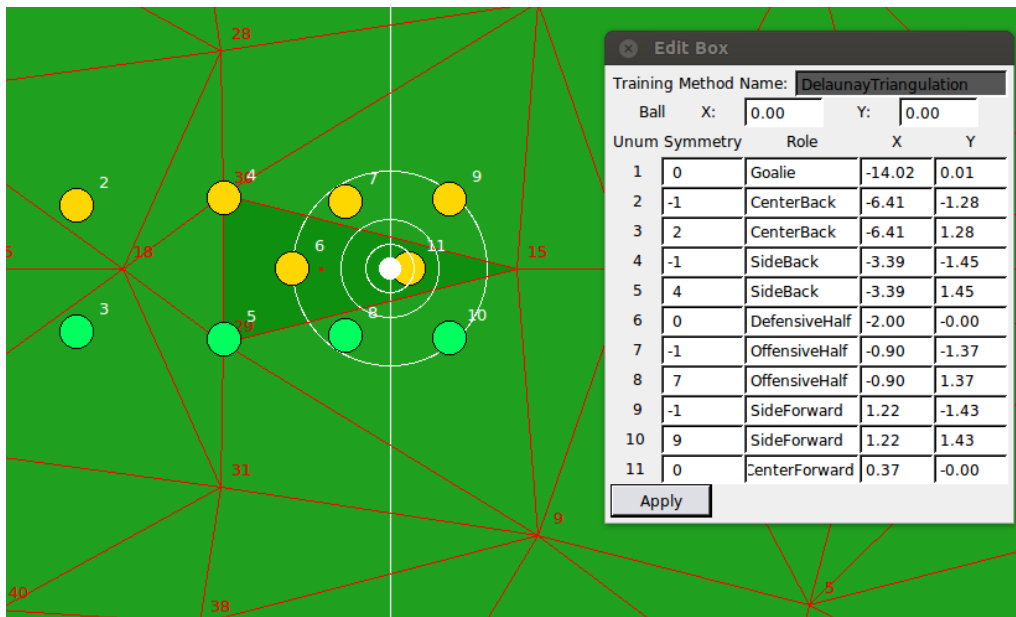 28
30
4
7
9
2
18
6
11
15
3
5
29
8
10
31
9
40
38
5
Edit Box
Training Method Name: DelaunayTriangulation
Ball X: 0.00 Y: 0.00
Unum Symmetry Role X Y
1 0 Goalie -14.02 0.01
2 -1 CenterBack -6.41 -1.28
3 2 CenterBack -6.41 1.28
4 -1 SideBack -3.39 -1.45
5 4 SideBack -3.39 1.45
6 0 DefensiveHalf -2.00 -0.00
7 -1 OffensiveHalf -0.90 -1.37
8 7 OffensiveHalf -0.90 1.37
9 -1 SideForward 1.22 -1.43
10 9 SideForward 1.22 1.43
11 0 CenterForward 0.37 -0.00
Apply